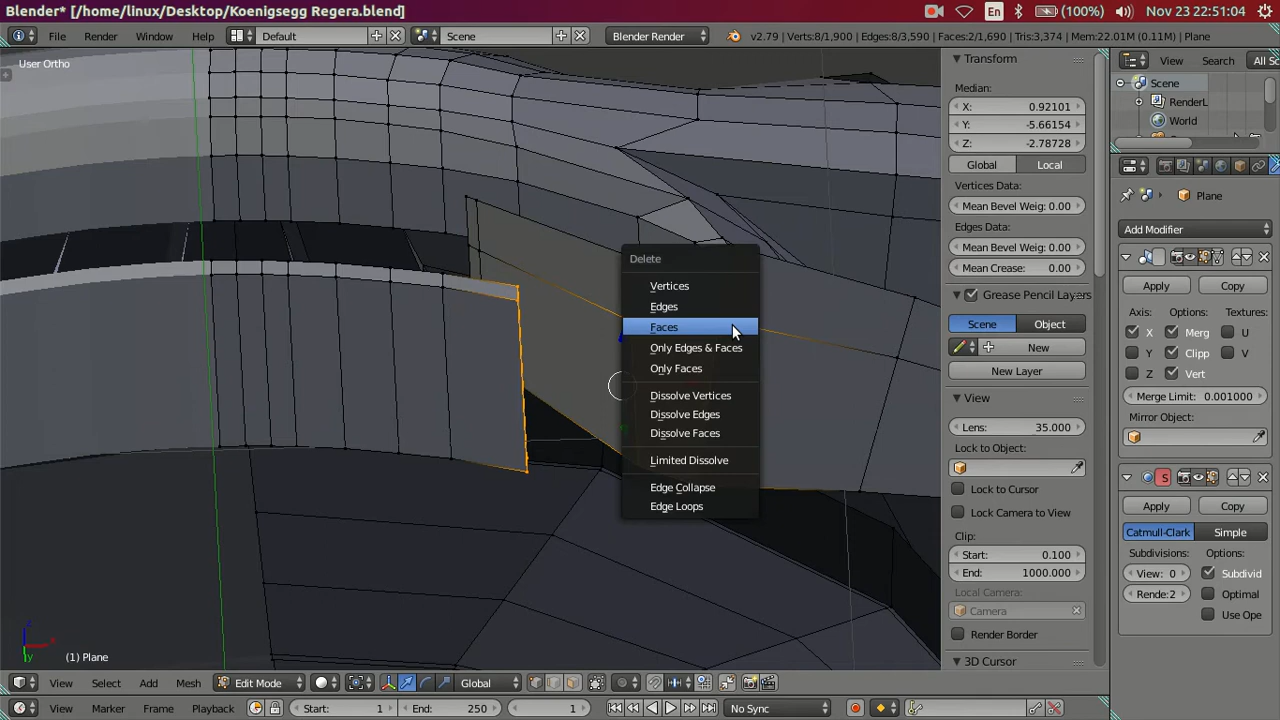 Blender* [/home/linux/Desktop/Koenigsegg Regera.blend]
En (100%) Nov 23 22:51:04
File Render Window Help Default Scene Blender Render v2.79 | Verts:8/1,900 | Edges:8/3,590 | Faces:2/1,690 | Tris:3,374 | Mem:22.01M (0.11M) | Plane
User Ortho
Transform
View Search All Sc
Median:
Scene
X: 0.92101
RenderL
Y: -5.66154
World
Z: -2.78728
Global Local
Vertices Data:
Plane
Mean Bevel Weig: 0.00
Edges Data:
Add Modifier
Mean Bevel Weig: 0.00
Mean Crease: 0.00
Apply Copy
Grease Pencil Layers
Axis: Options: Textures:
Scene Object
X Merg U
New
Y Clipp V
New Layer
Z Vert
View
Merge Limit: 0.001000
Lens: 35.000
Mirror Object:
Lock to Object:
S
Lock to Cursor
Apply Copy
Lock Camera to View
Catmull-Clark Simple
Clip:
Subdivisions: Options:
Start: 0.100
View: 0 Subdivid
End: 1000.000
Rende:2 Optimal
Local Camera:
Use Ope
Camera
Render Border
3D Cursor
Delete
Vertices
Edges
Faces
Only Edges & Faces
Only Faces
Dissolve Vertices
Dissolve Edges
Dissolve Faces
Limited Dissolve
Edge Collapse
Edge Loops
z
x
y
(1) Plane
View Select Add Mesh Edit Mode Global
View Marker Frame Playback Start: 1 End: 250 1 No Sync